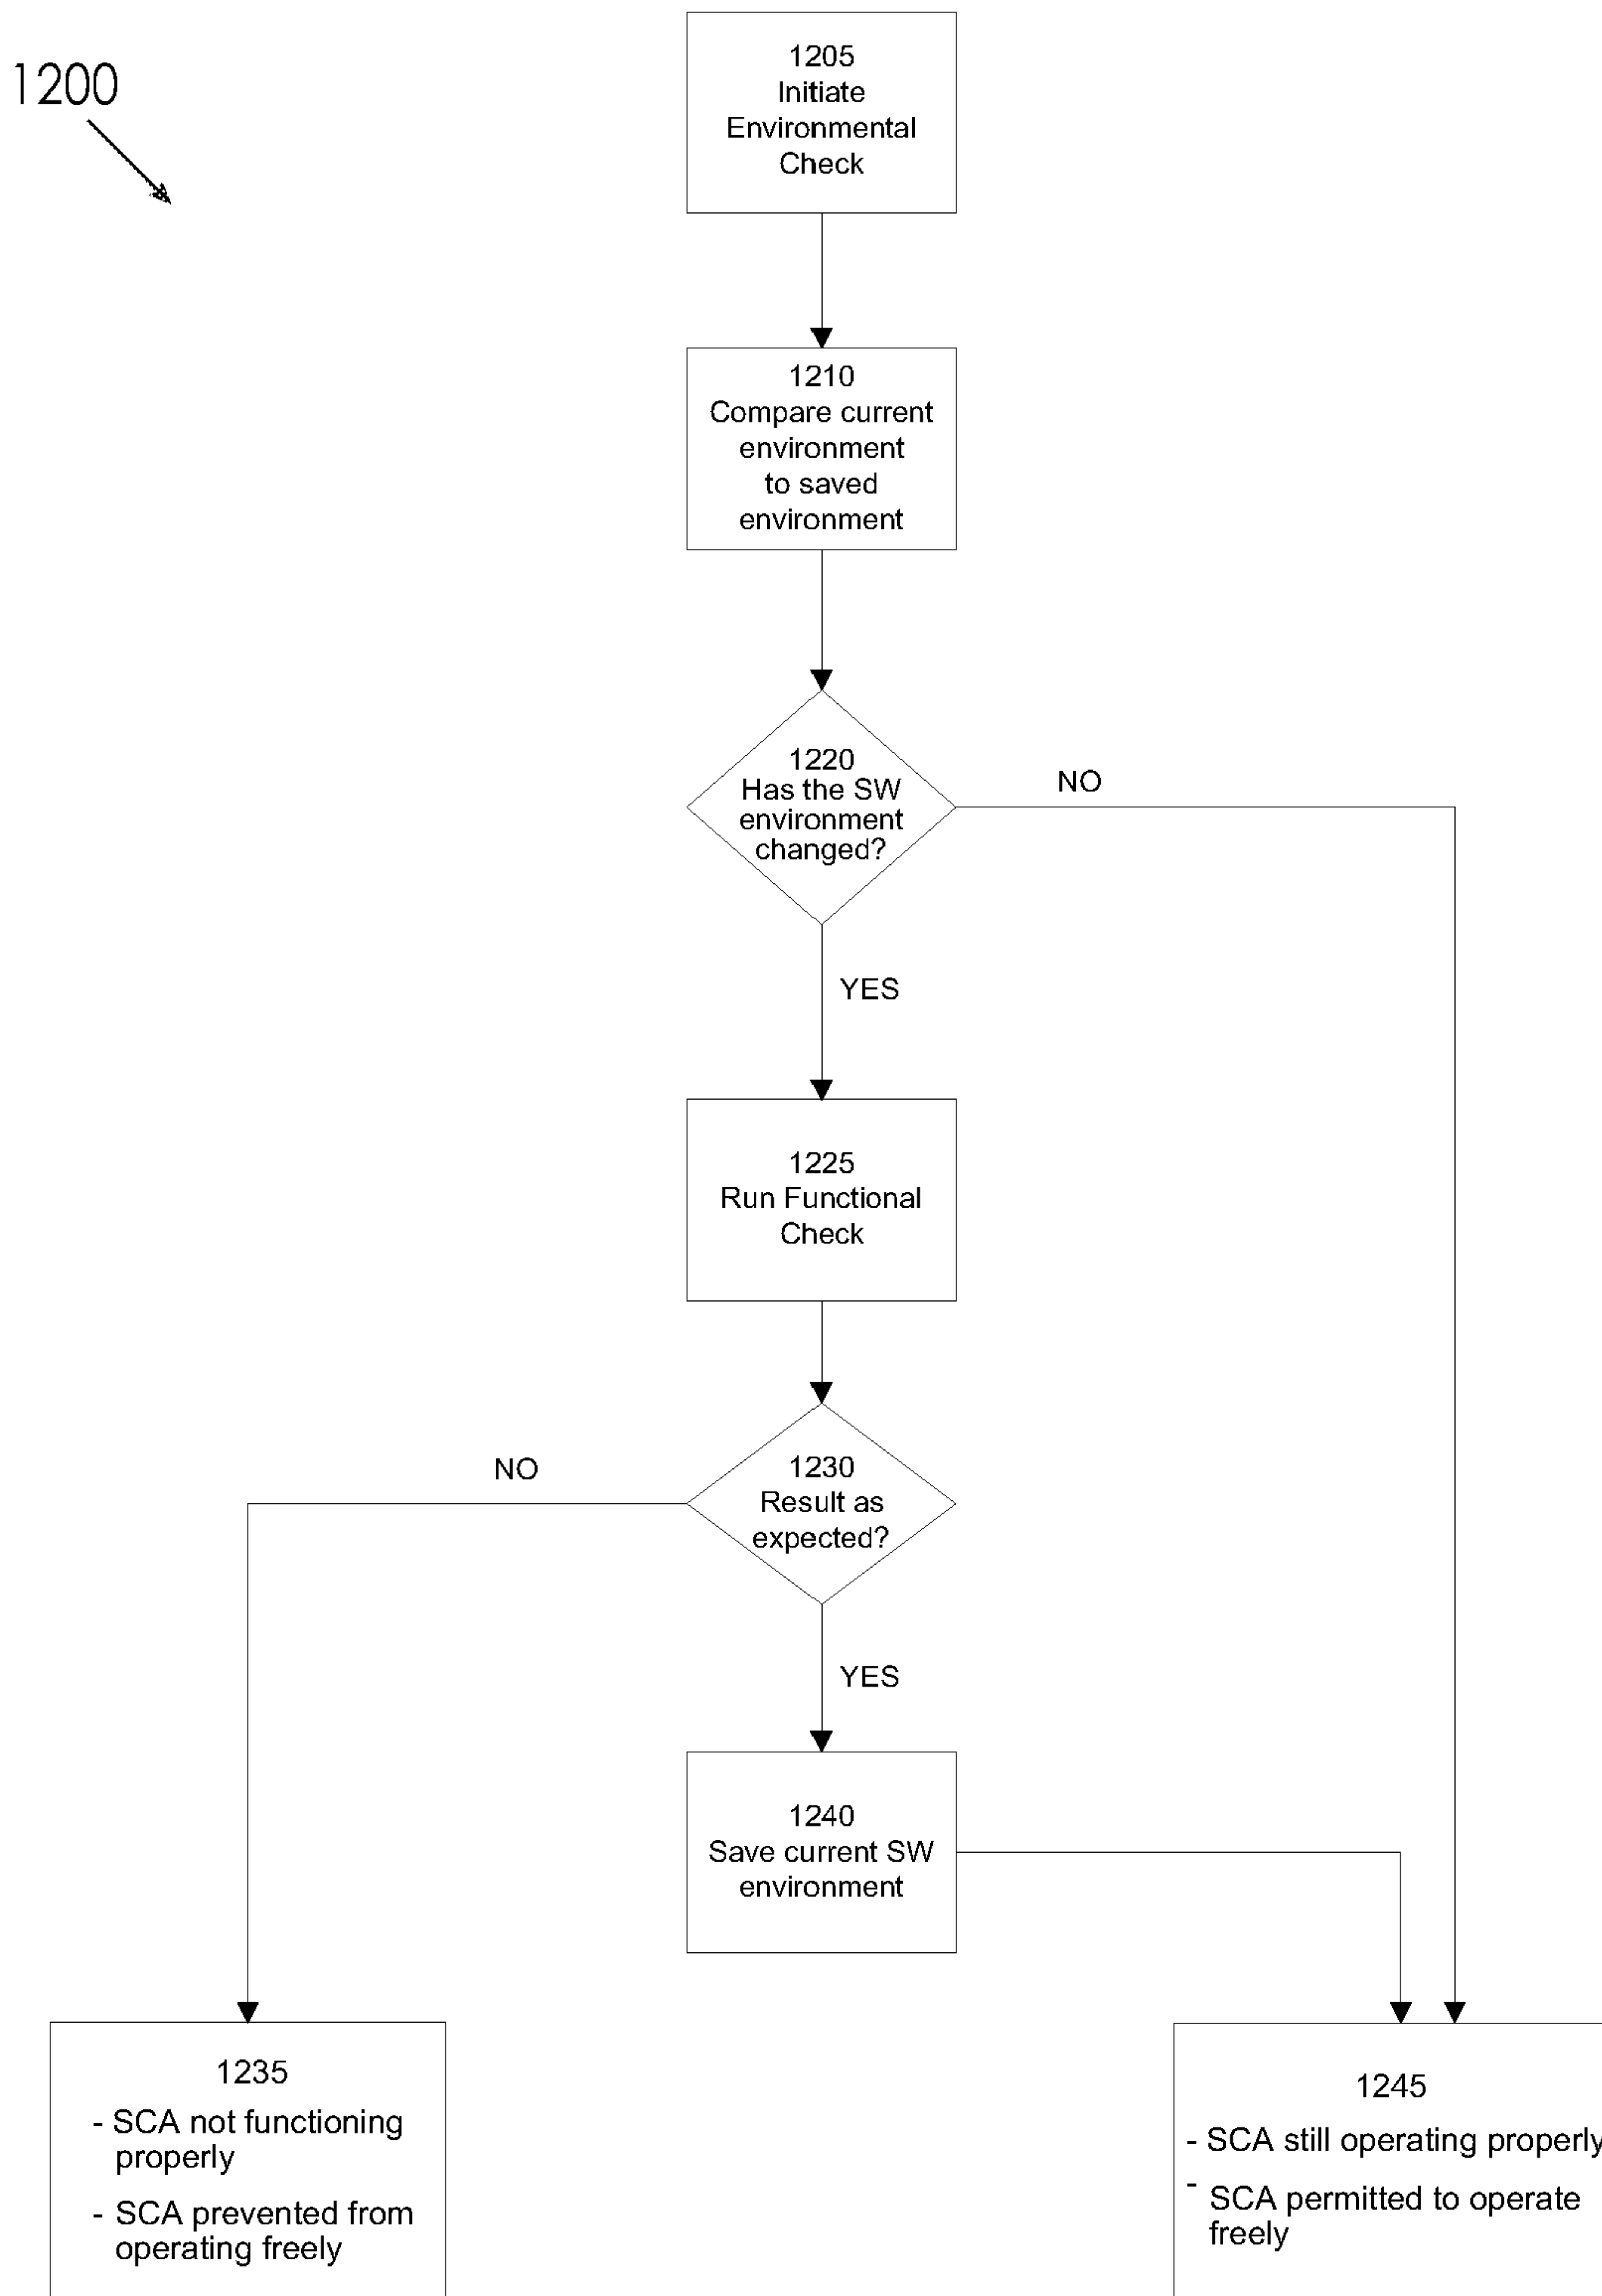 1200
1205
Initiate
Environmental
Check
1210
Compare current
environment
to saved
environment
1220
Has the SW
environment
changed?
NO
YES
1225
Run Functional
Check
NO
1230
Result as
expected?
YES
1240
Save current SW
environment
1235
- SCA not functioning
properly
- SCA prevented from
operating freely
1245
- SCA still operating properly
- SCA permitted to operate
freely